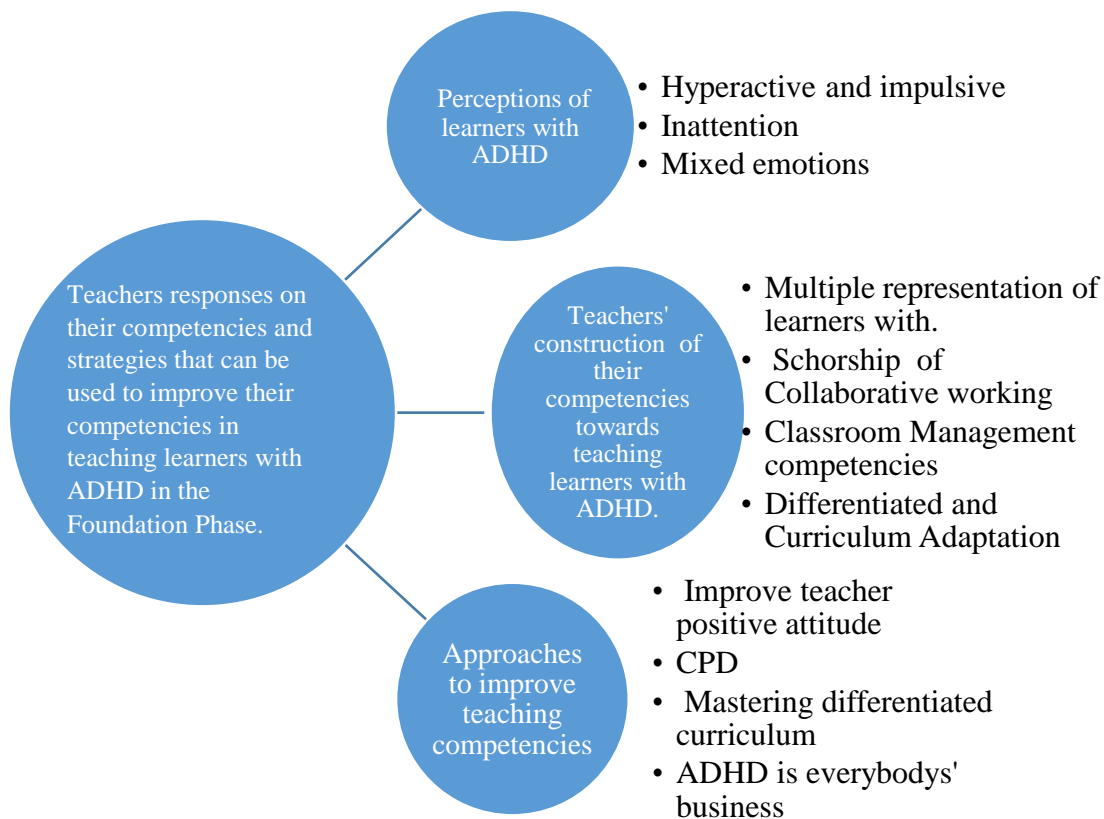 Perceptions of
learners with
ADHD
• Hyperactive and impulsive
• Inattention
• Mixed emotions
Teachers responses on
their competencies and
strategies that can be
used to improve their
competencies in
teaching learners with
ADHD in the
Foundation Phase.
Teachers'
construction of
their
competencies
towards
teaching
learners with
ADHD.
• Multiple representation of
learners with.
• Schorship of
Collaborative working
• Classroom Management
competencies
• Differentiated and
Curriculum Adaptation
Approaches
to improve
teaching
competencies
• Improve teacher
positive attitude
• CPD
• Mastering differentiated
curriculum
• ADHD is everybodys'
business